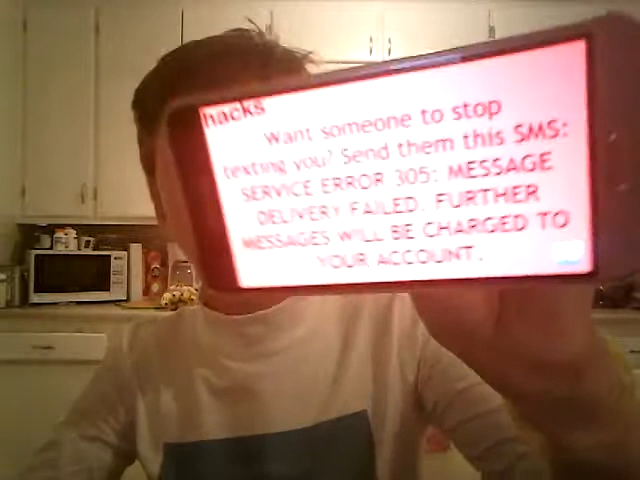 hacks
Want someone to stop
texting you? Send them this SMS:
SERVICE ERROR 305: MESSAGE
DELIVERY FAILED. FURTHER
MESSAGES WILL BE CHARGED TO
YOUR ACCOUNT.